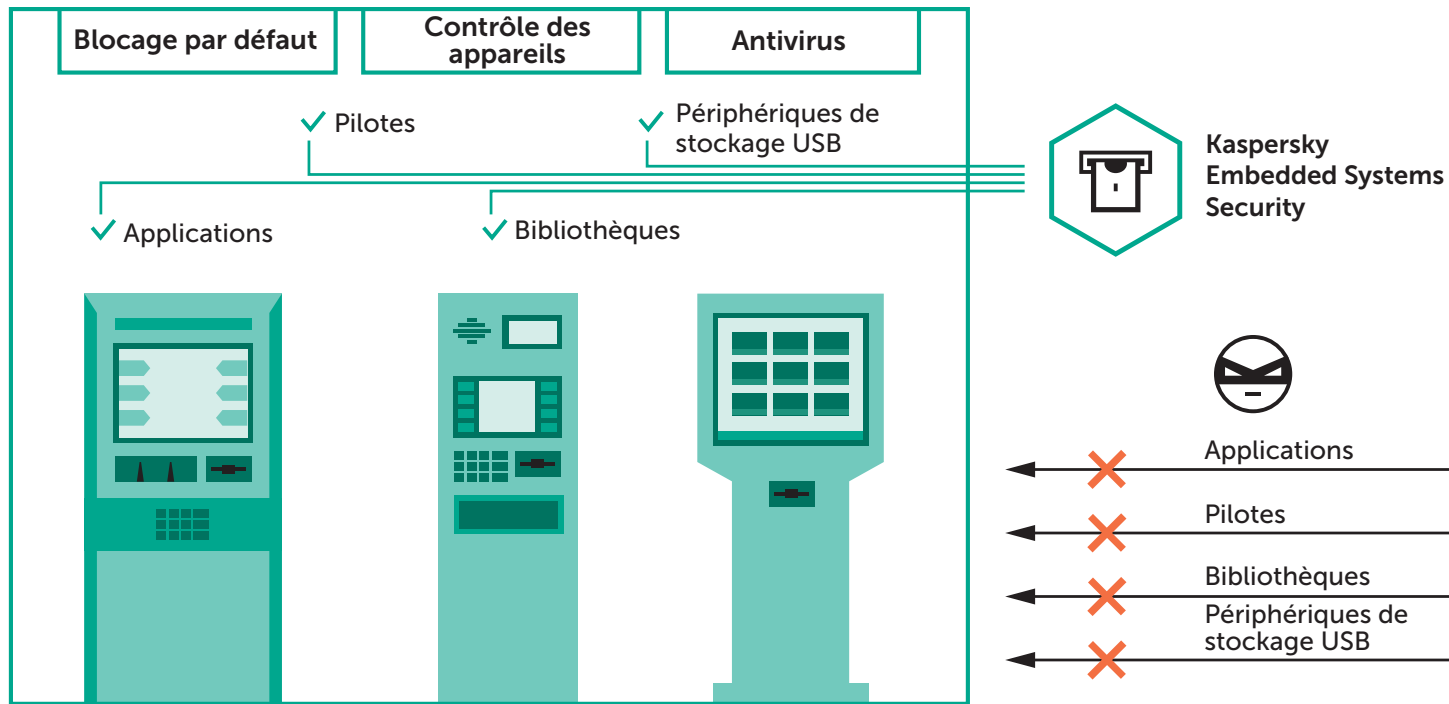 Blocage par défaut
Contrôle des
appareils
Antivirus
Pilotes
Périphériques de
stockage USB
Applications
Bibliothèques
Kaspersky
Embedded Systems
Security
Applications
Pilotes
Bibliothèques
Périphériques de
stockage USB